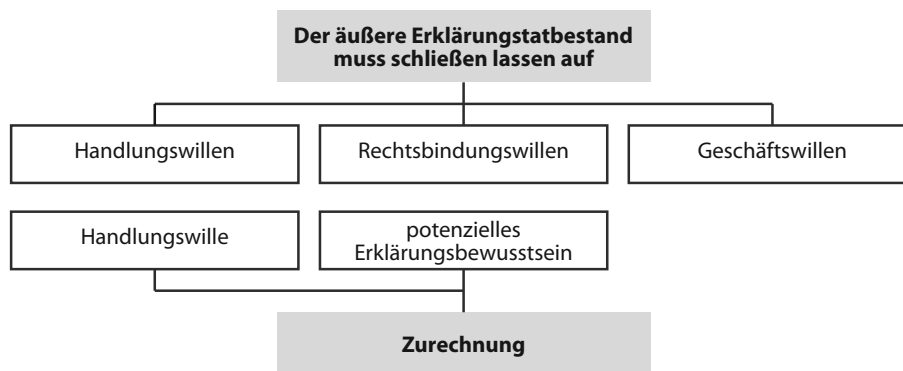 Der äußere Erklärungstatbestand
muss schließen lassen auf
Handlungswillen
Rechtsbindungswillen
Geschäftswillen
Handlungswille
potenzielles
Erklärungsbewusstsein
Zurechnung